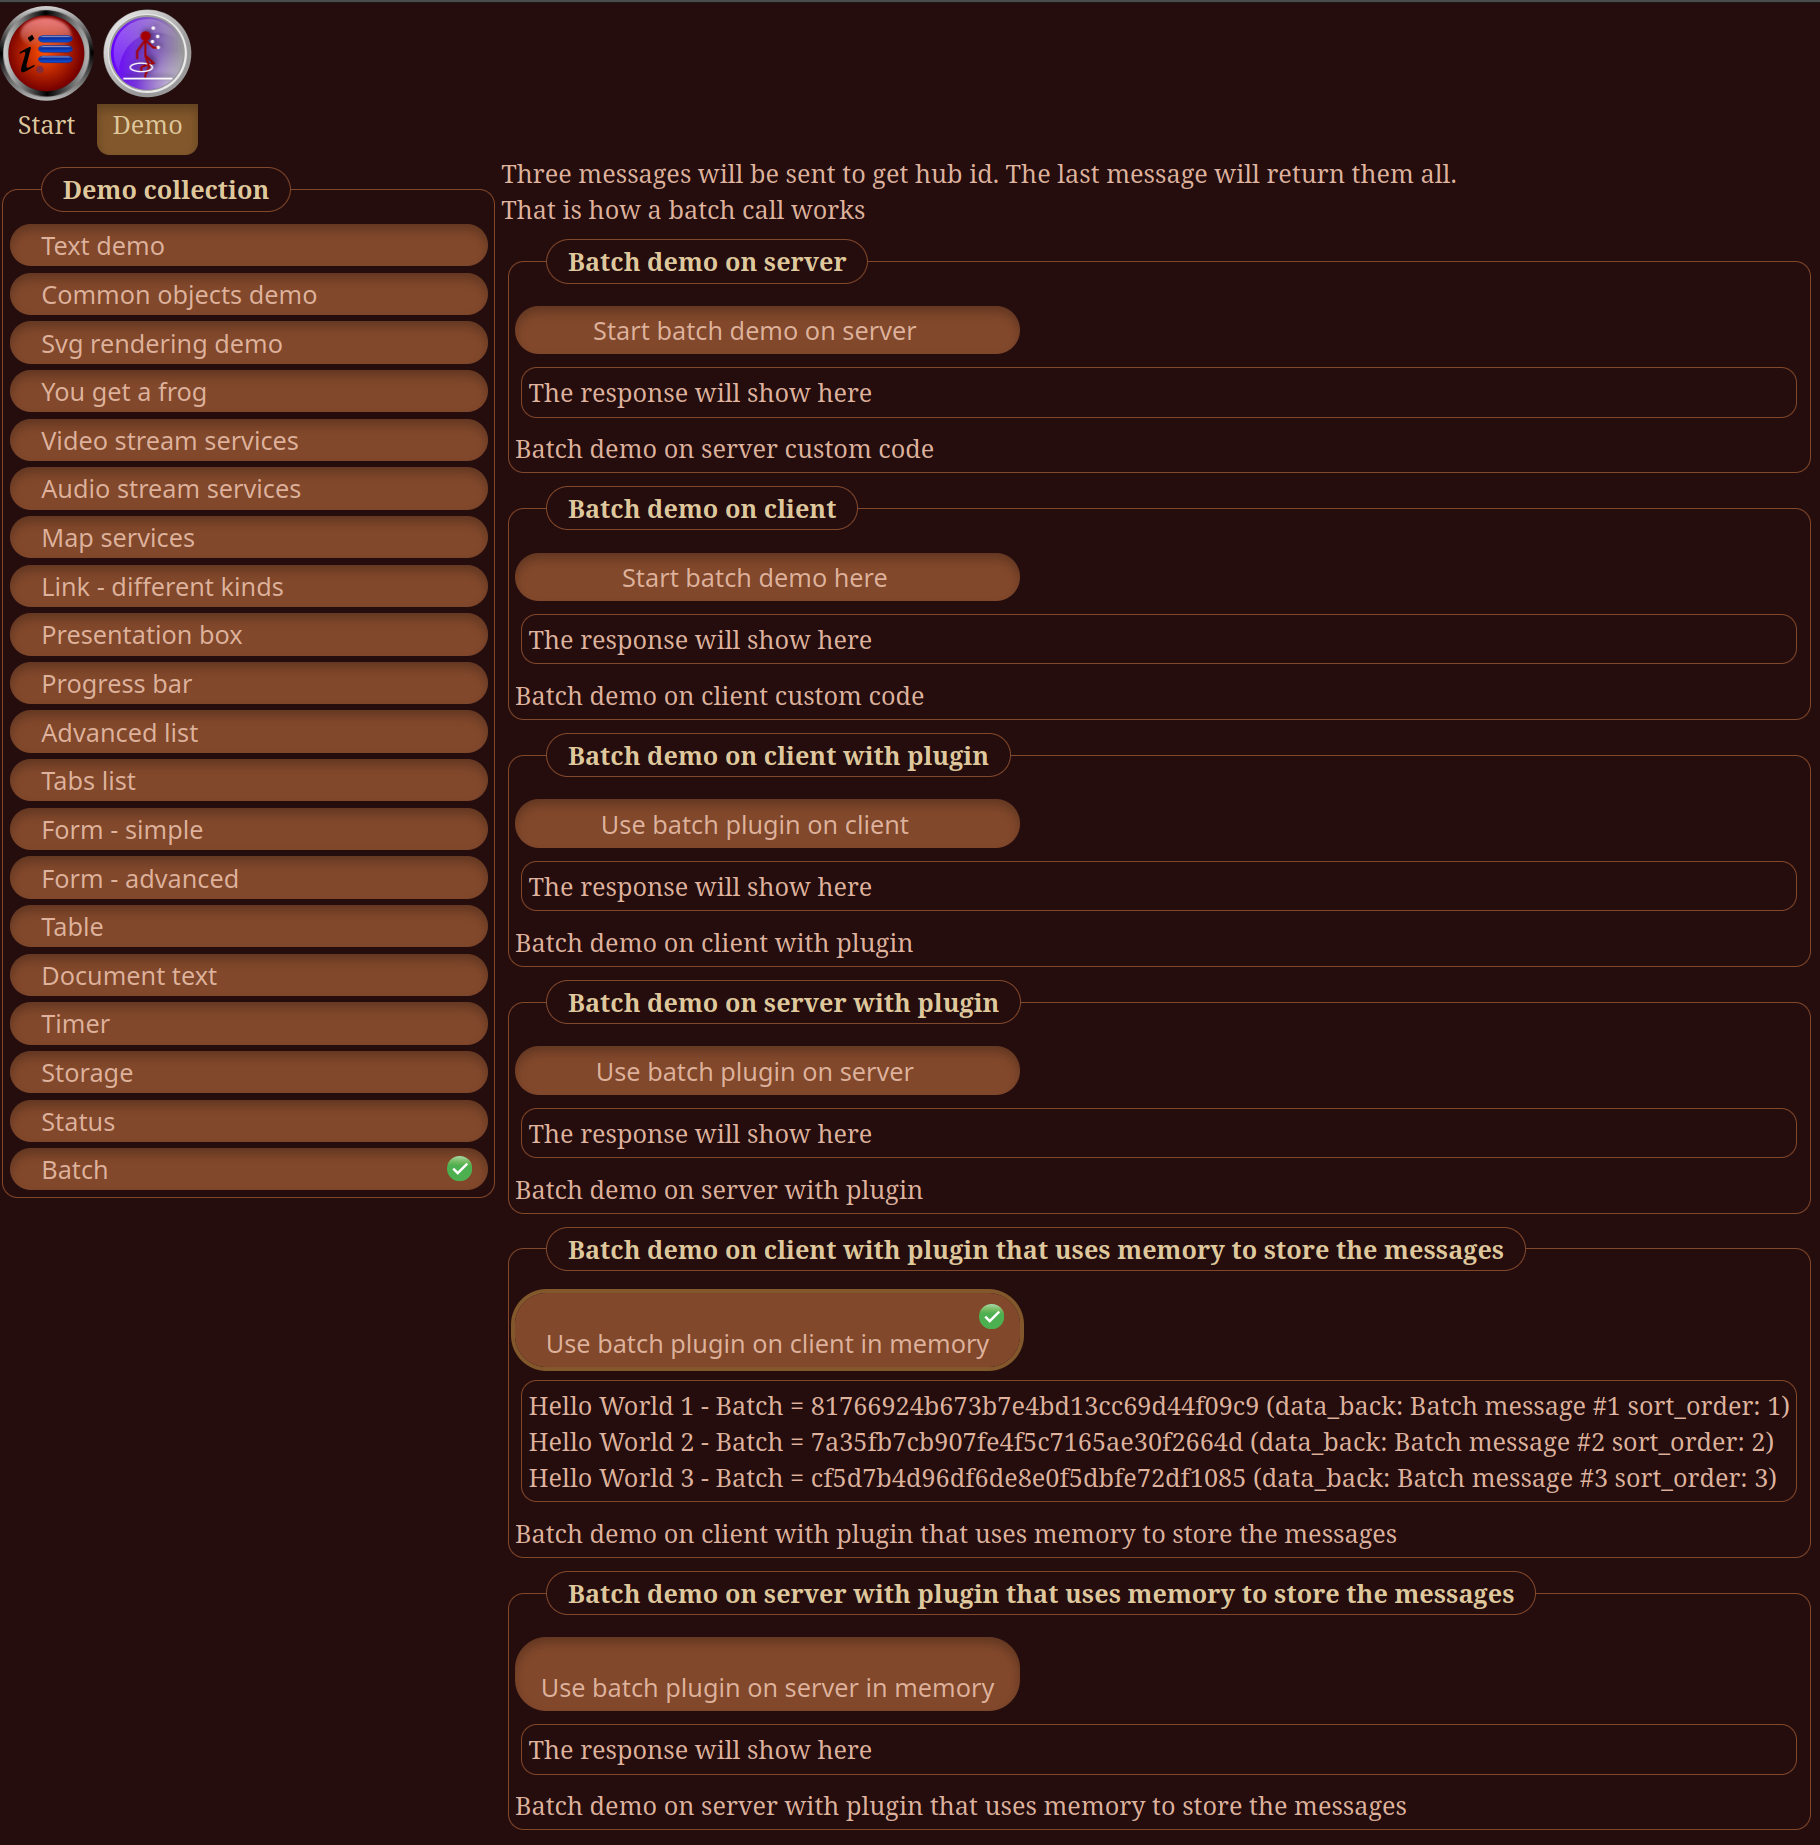 Start
Demo
Demo collection
Text demo
Common objects demo
Svg rendering demo
You get a frog
Video stream services
Audio stream services
Map services
Link - different kinds
Presentation box
Progress bar
Advanced list
Tabs list
Form - simple
Form - advanced
Table
Document text
Timer
Storage
Status
Batch
Three messages will be sent to get hub id. The last message will return them all.
That is how a batch call works
Batch demo on server
Start batch demo on server
The response will show here
Batch demo on server custom code
Batch demo on client
Start batch demo here
The response will show here
Batch demo on client custom code
Batch demo on client with plugin
Use batch plugin on client
The response will show here
Batch demo on client with plugin
Batch demo on server with plugin
Use batch plugin on server
The response will show here
Batch demo on server with plugin
Batch demo on client with plugin that uses memory to store the messages
Use batch plugin on client in memory
Hello World 1 - Batch = 81766924b673b7e4bd13cc69d44f09c9 (data_back: Batch message #1 sort_order: 1)
Hello World 2 - Batch = 7a35fb7cb907fe4f5c7165ae30f2664d (data_back: Batch message #2 sort_order: 2)
Hello World 3 - Batch = cf5d7b4d96df6de8e0f5dbfe72df1085 (data_back: Batch message #3 sort_order: 3)
Batch demo on client with plugin that uses memory to store the messages
Batch demo on server with plugin that uses memory to store the messages
Use batch plugin on server in memory
The response will show here
Batch demo on server with plugin that uses memory to store the messages